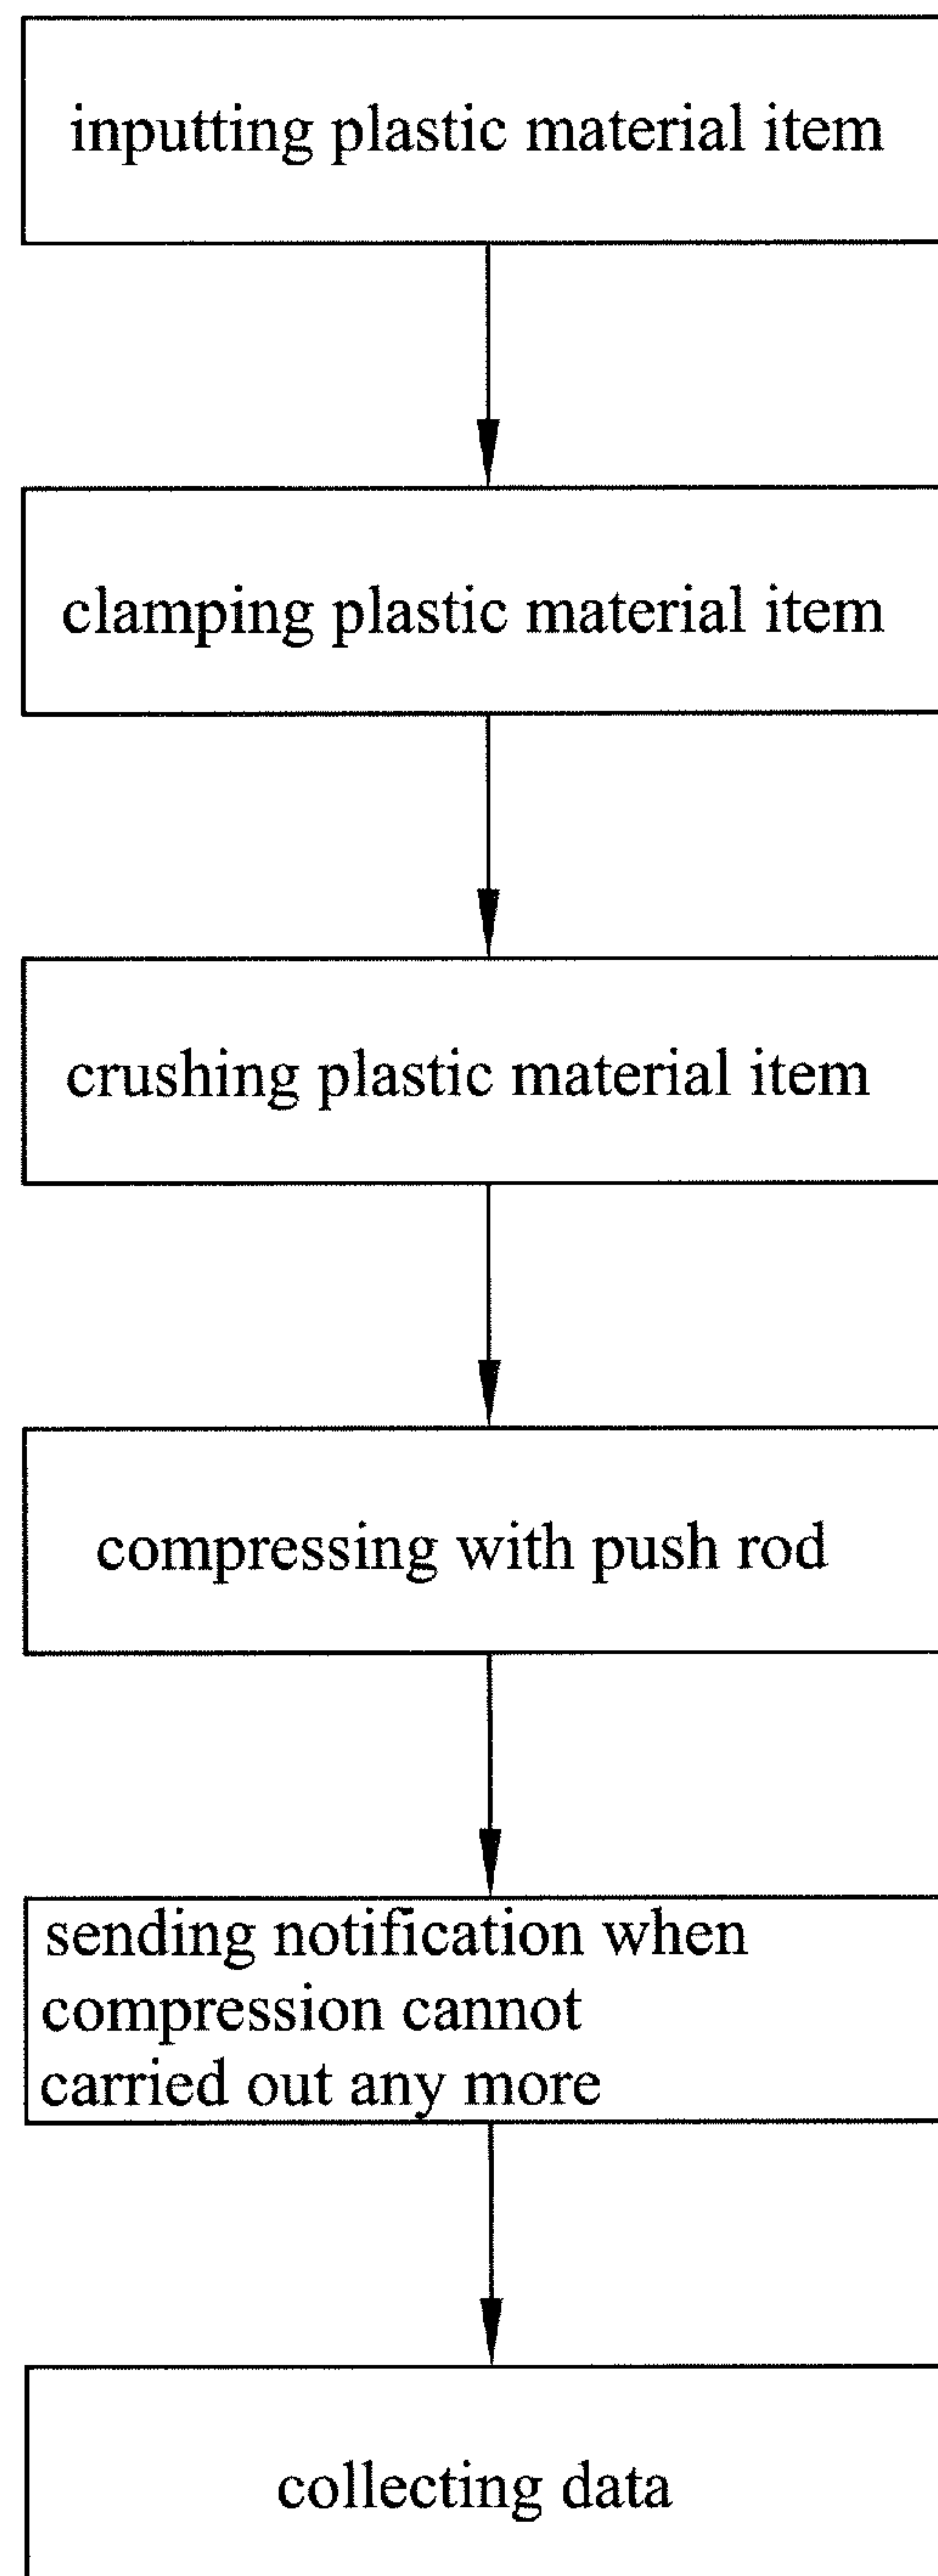 inputting plastic material item
clamping plastic material item
crushing plastic material item
compressing with push rod
sending notification when
compression cannot
carried out any more
collecting data